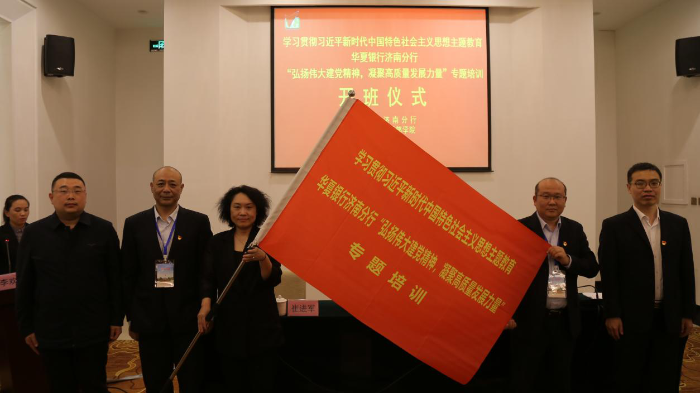 学习贯彻习近平新时代中国特色社会主义思想主题教育
华夏银行济南分行
“弘扬伟大建党精神，凝聚高质量发展力量”专题培训
开班仪式
南分行
学习贯彻习近平新时代中国特色社会主义思想主题教育
华夏银行济南分行“弘扬伟大建党精神，凝聚高质量发展力量”
专题培训
李